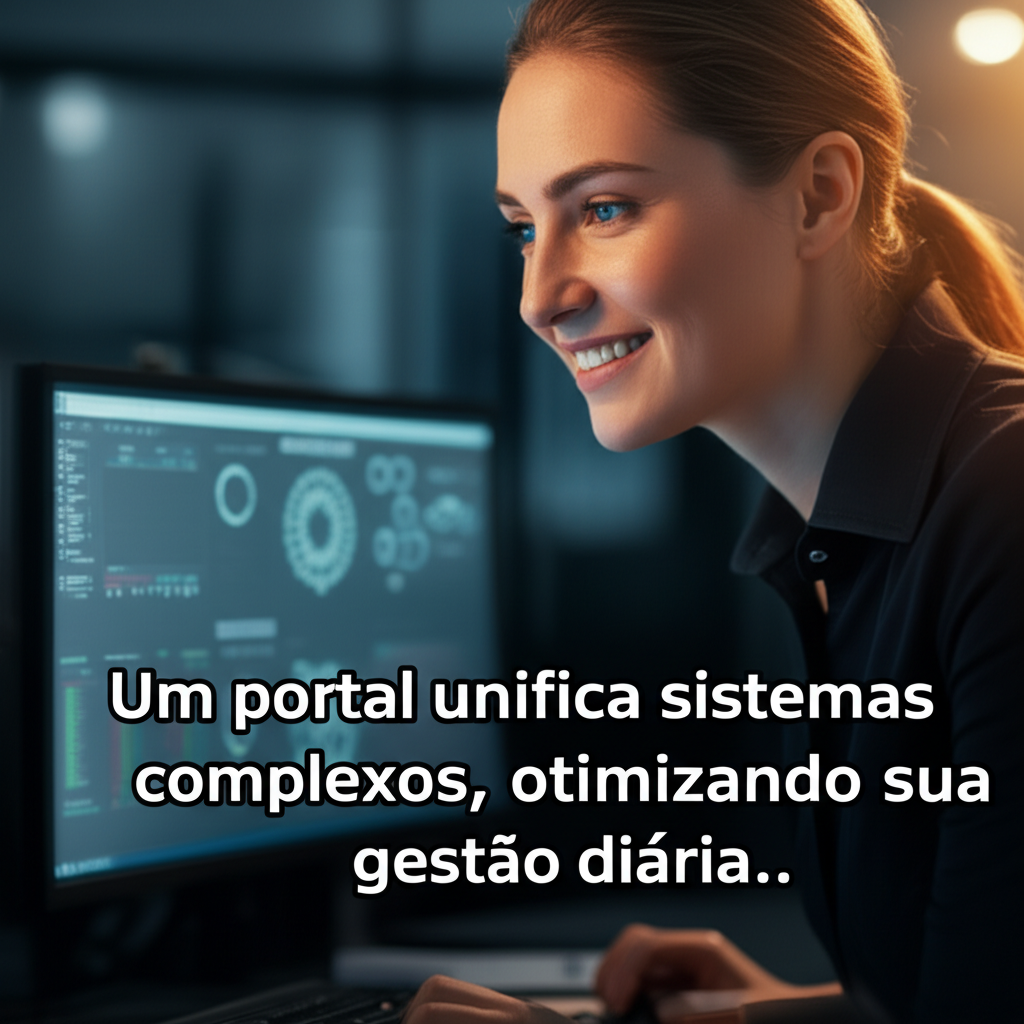 Um portal unifica sistemas
complexos, otimizando sua
gestão diária..